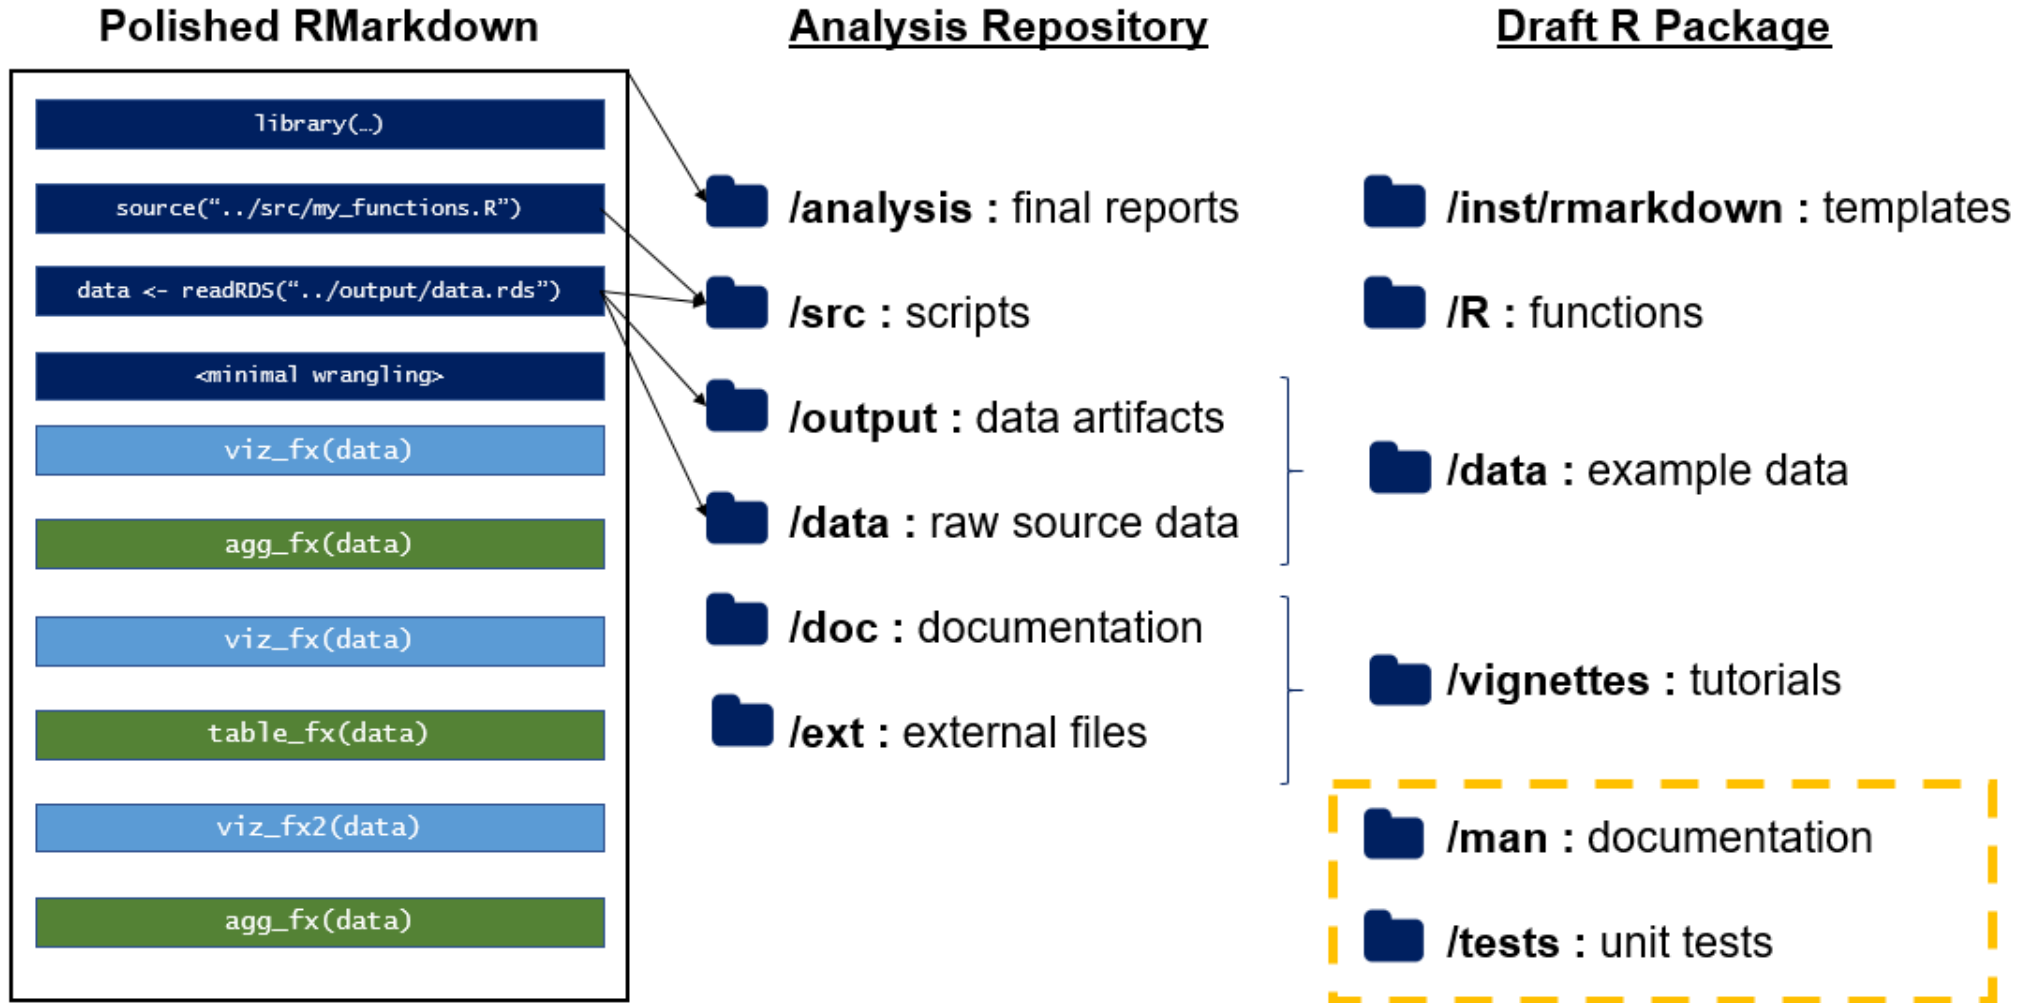 Polished RMarkdown
library(…)
source(“../src/my_functions.R”)
data <- readRDS(“../output/data.rds”)
<minimal wrangling>
viz_fx(data)
agg_fx(data)
viz_fx(data)
table_fx(data)
viz_fx2(data)
agg_fx(data)
Analysis Repository
/analysis : final reports
/src : scripts
/output : data artifacts
/data : raw source data
/doc : documentation
/ext : external files
Draft R Package
/inst/rmarkdown : templates
/R : functions
/data : example data
/vignettes : tutorials
/man : documentation
/tests : unit tests